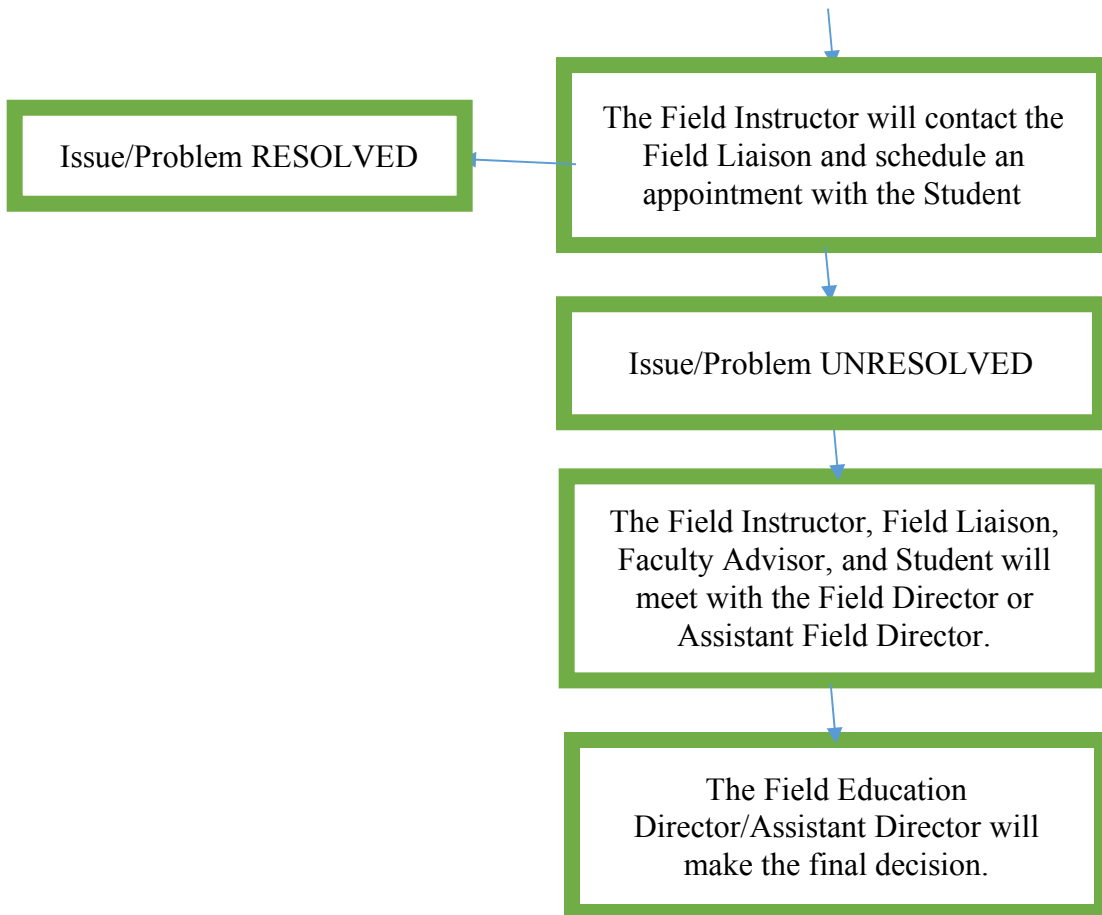 The Field Instructor will contact the
Field Liaison and schedule an
appointment with the Student
Issue/Problem RESOLVED
Issue/Problem UNRESOLVED
The Field Instructor, Field Liaison,
Faculty Advisor, and Student will
meet with the Field Director or
Assistant Field Director.
The Field Education
Director/Assistant Director will
make the final decision.